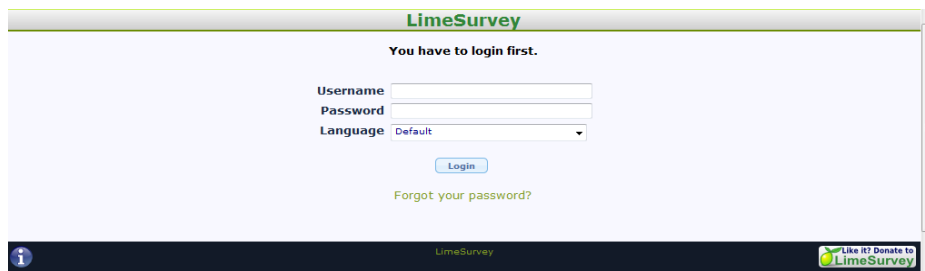 LimeSurvey
You have to login first.
Username
Password
Language Default
Login
Forgot your password?
LimeSurvey
Like it? Donate to
LimeSurvey